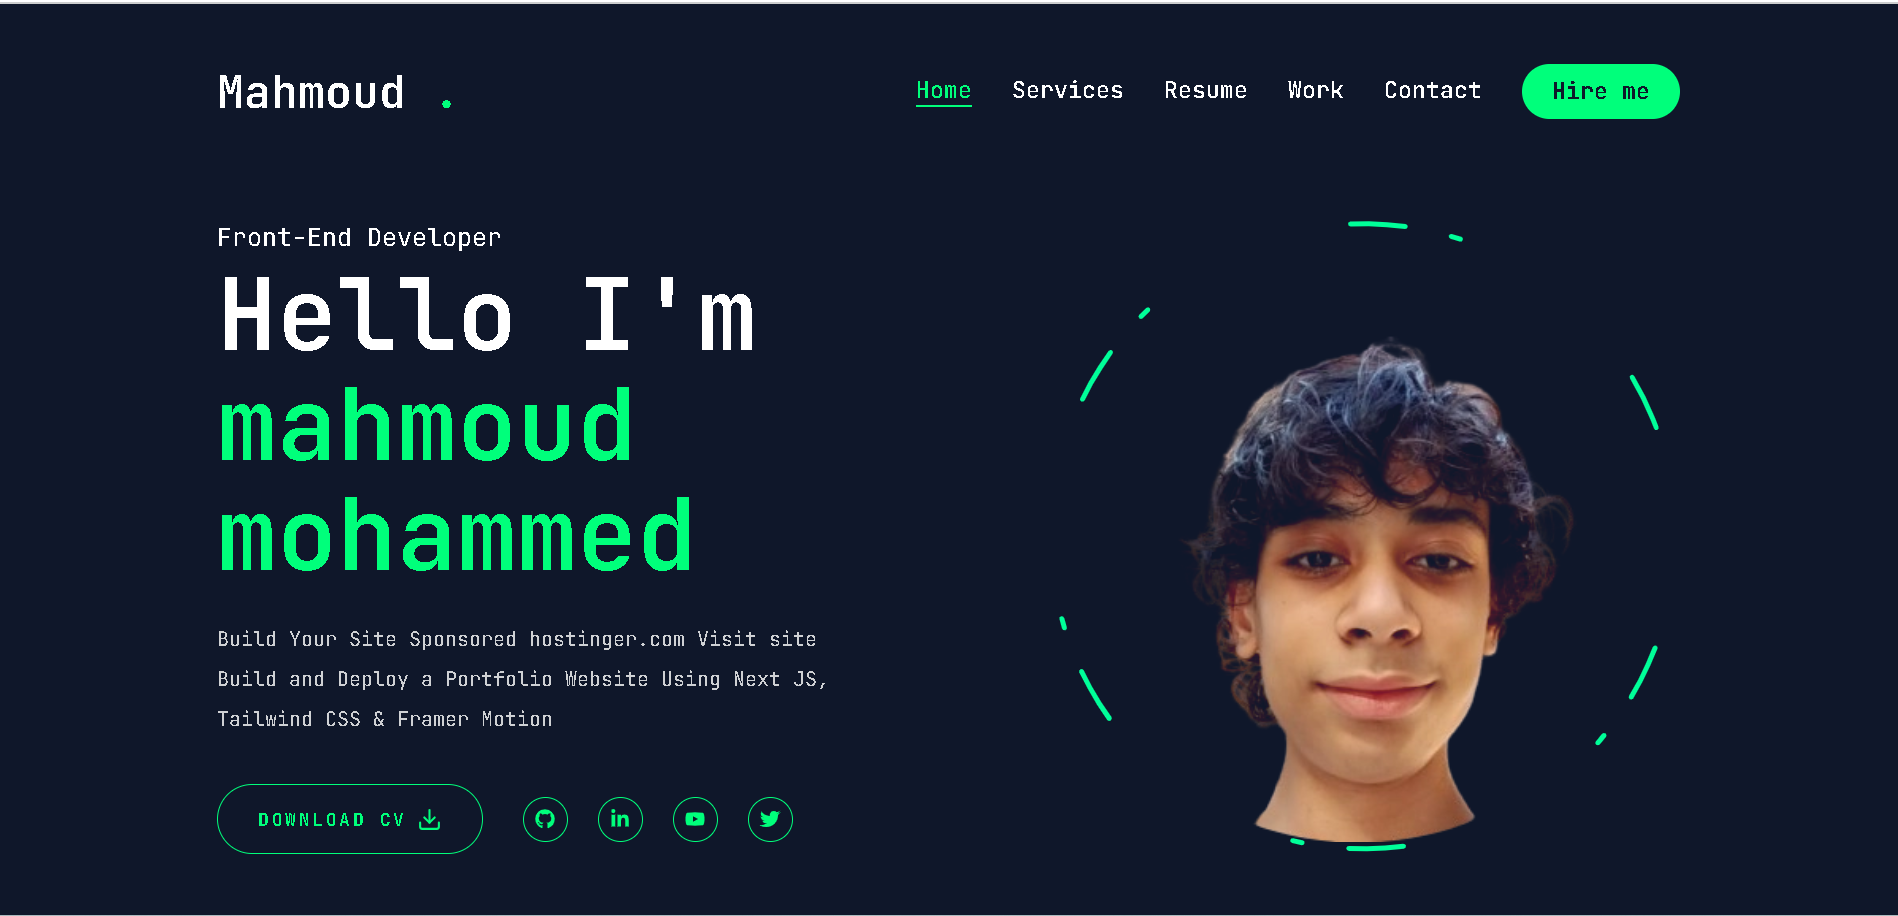 Mahmoud .
Home Services Resume Work Contact Hire me
Front-End Developer
Hello I'm
mahmoud
mohammed
Build Your Site Sponsored hostinger.com Visit site
Build and Deploy a Portfolio Website Using Next JS,
Tailwind CSS & Framer Motion
DOWNLOAD CV